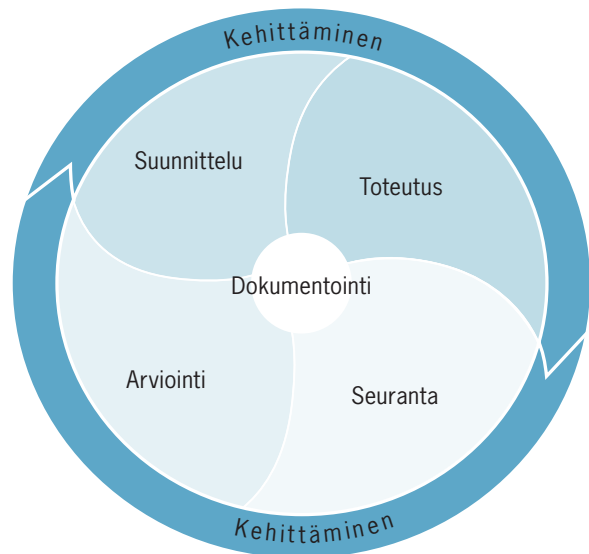 Kehittäminen
Suunnittelu
Toteutus
Dokumentointi
Arviointi
Seuranta
Kehittäminen